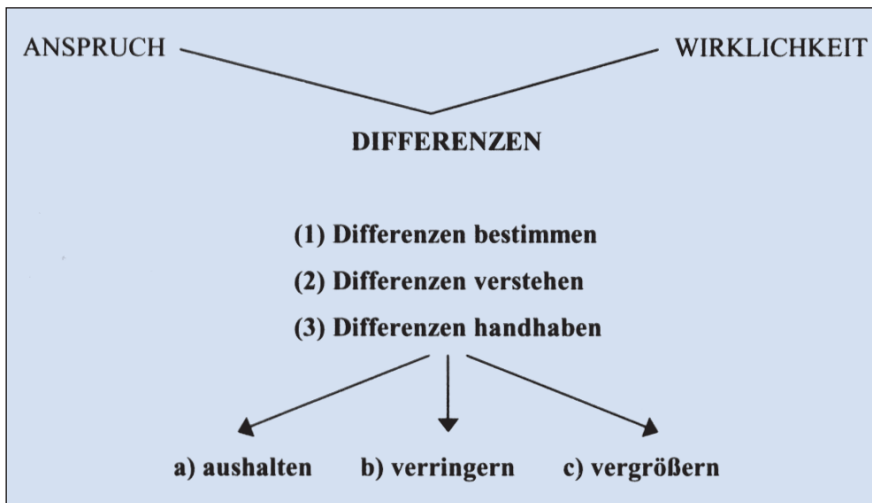 ANSPRUCH WIRKLICHKEIT
DIFFERENZEN
(1) Differenzen bestimmen
(2) Differenzen verstehen
(3) Differenzen handhaben
a) aushalten b) verringern c) vergrößern